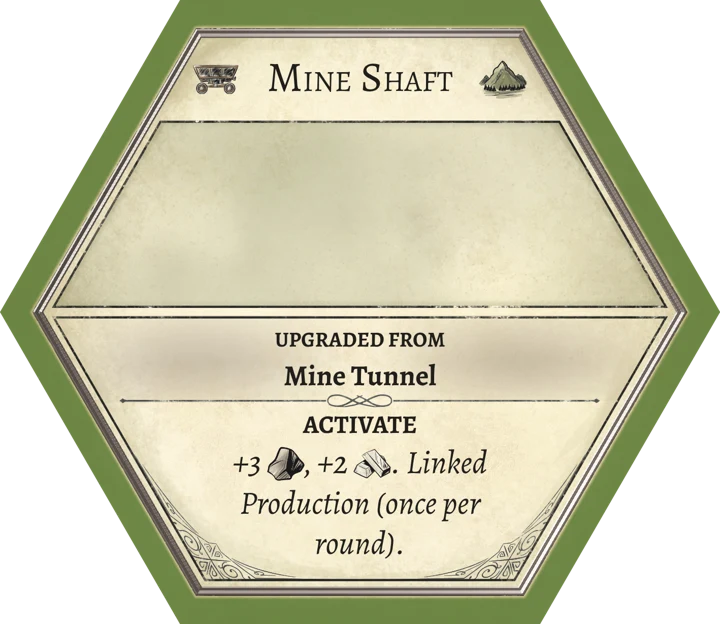 Mine Shaft
UPGRADED FROM
Mine Tunnel
ACTIVATE
+3 , +2 . Linked
Production (once per
round).